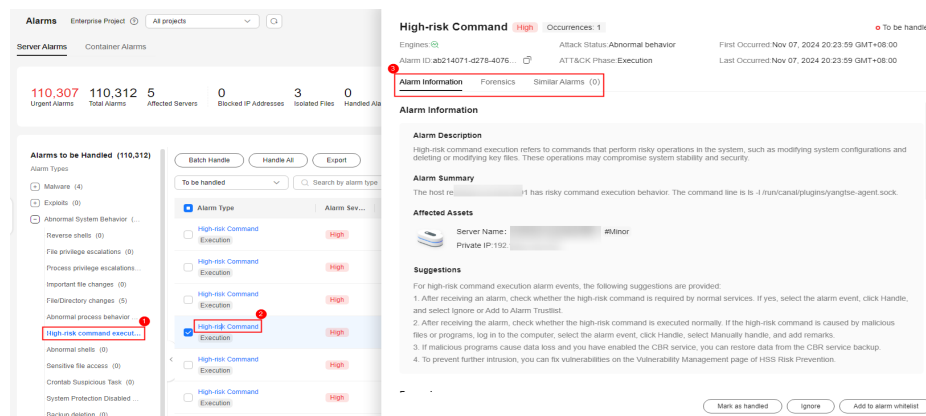 Alarms Enterprise Project All projects
Server Alarms Container Alarms
110,307 110,312 5 0 3 0
Urgent Alarms Total Alarms Affected Servers Blocked IP Addresses Isolated Files Handled Ala
Alarms to be Handled (110,312)
Alarm Types
Malware (4)
Exploits (0)
Abnormal System Behavior (...
Reverse shells (0)
File privilege escalations (0)
Process privilege escalations...
Important file changes (0)
File/Directory changes (5)
Abnormal process behavior
1
High-risk command execut...
Abnormal shells (0)
Sensitive file access (0)
Crontab Suspicious Task (0)
System Protection Disabled ...
Backup deletion (0)
Batch Handle Handle All Export
To be handled Search by alarm type
Alarm Type Alarm Sev...
High-risk Command
Execution
High
High-risk Command
Execution
High
High-risk Command
Execution
High
2
High-risk Command
Execution
High
High-risk Command
Execution
High
High-risk Command
Execution
High
High-risk Command High Occurrences: 1 To be handle
Engines: Attack Status:Abnormal behavior First Occurred:Nov 07, 2024 20:23:59 GMT+08:00
Alarm ID:ab214071-d278-4076... ATT&CK Phase:Execution Last Occurred:Nov 07, 2024 20:23:59 GMT+08:00
3
Alarm Information Forensics Similar Alarms (0)
Alarm Information
Alarm Description
High-risk command execution refers to commands that perform risky operations in the system, such as modifying system configurations and
deleting or modifying key files. These operations may compromise system stability and security.
Alarm Summary
The host re /1 has risky command execution behavior. The command line is ls -l /run/canal/plugins/yangtse-agent.sock.
Affected Assets
Server Name: #Minor
Private IP:192.
Suggestions
For high-risk command execution alarm events, the following suggestions are provided:
1. After receiving an alarm, check whether the high-risk command is required by normal services. If yes, select the alarm event, click Handle,
and select Ignore or Add to Alarm Trustlist.
2. After receiving the alarm, check whether the high-risk command is executed normally. If the high-risk command is caused by malicious
files or programs, log in to the computer, select the alarm event, click Handle, select Manually handle, and add remarks.
3. If malicious programs cause data loss and you have enabled the CBR service, you can restore data from the CBR service backup.
4. To prevent further intrusion, you can fix vulnerabilities on the Vulnerability Management page of HSS Risk Prevention.
Mark as handled Ignore Add to alarm whitelist